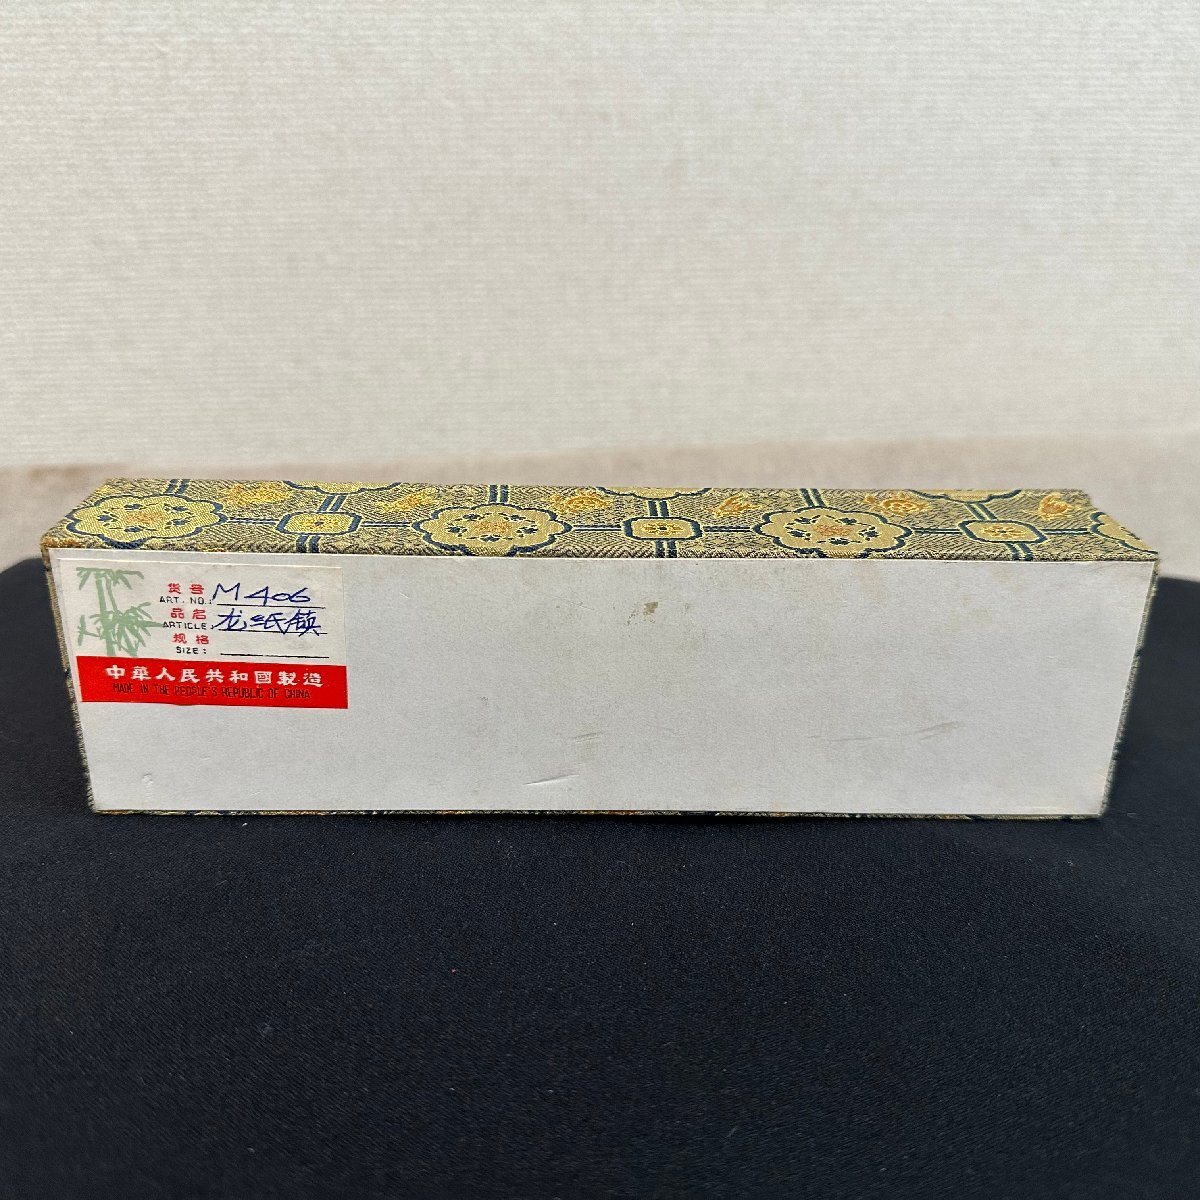 货号
ART. NO.: M406
品名
ARTICLE: 龙纸镇
规格
SIZE:
中華人民共和國製造
MADE IN THE PEOPLE'S REPUBLIC OF CHINA